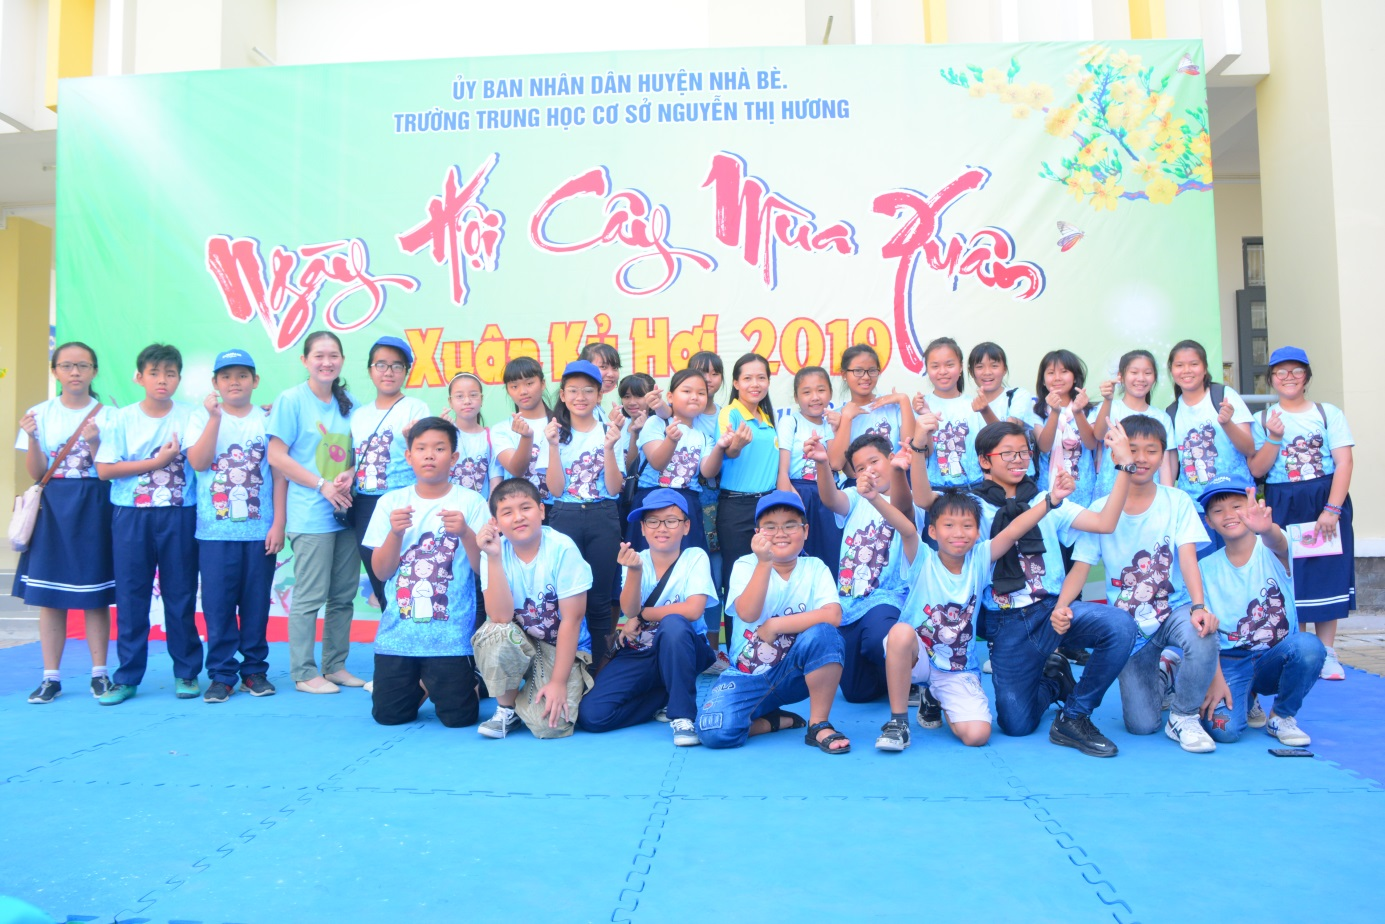 ỦY BAN NHÂN DÂN HUYỆN NHÀ BÈ.
TRƯỜNG TRUNG HỌC CƠ SỞ NGUYỄN THỊ HƯƠNG
Ngày Hội Cây Mùa Xuân
Xuân Kỷ Hợi 2019